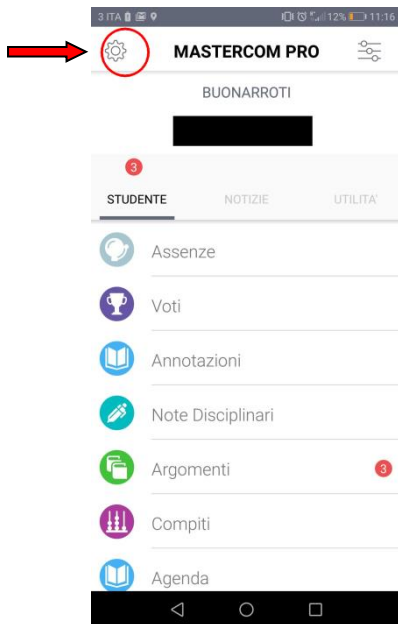 3 ITA 12% 11:16
MASTERCOM PRO
BUONARROTI
3
STUDENTE NOTIZIE UTILITA'
Assenze
Voti
Annotazioni
Note Disciplinari
Argomenti 3
Compiti
Agenda